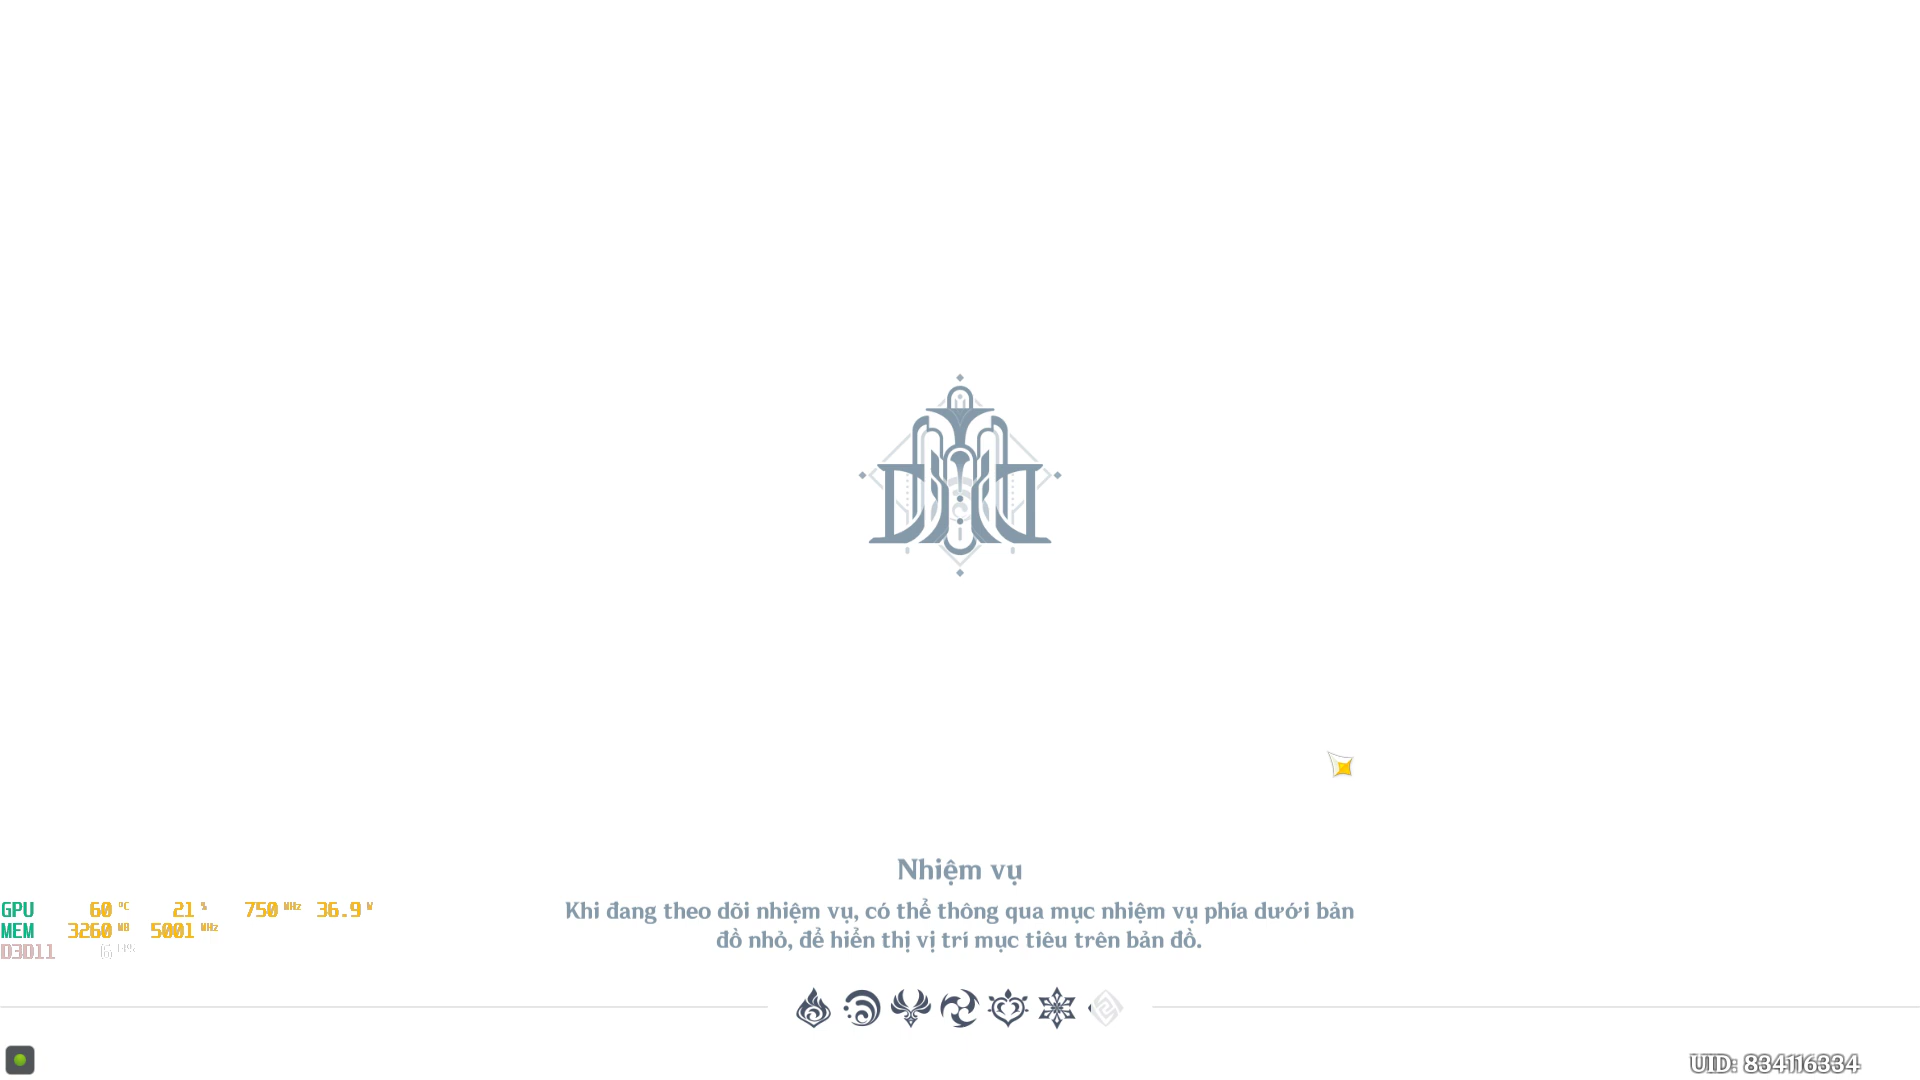 Nhiệm vụ
Khi đang theo dõi nhiệm vụ, có thể thông qua mục nhiệm vụ phía dưới bản
đồ nhỏ, để hiển thị vị trí mục tiêu trên bản đồ.
GPU 60 °C 21 % 750 MHz 36.9 W
MEM 3260 MB 5001 MHz
D3D11 6 FPS
UID: 834116334